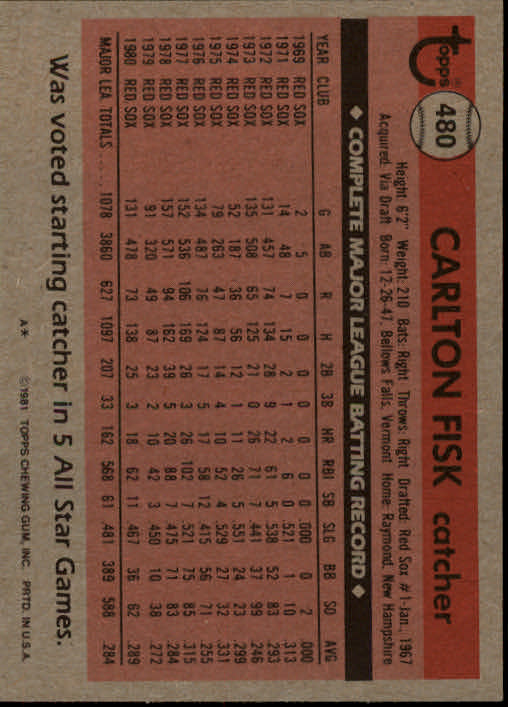 topps®
480
CARLTON FISK catcher
Height: 6'2" Weight: 210 Bats: Right Throws: Right Drafted: Red Sox #1-Jan., 1967
Acquired: Via Draft Born: 12-26-47, Bellows Falls, Vermont Home: Raymond, New Hampshire
◆ COMPLETE MAJOR LEAGUE BATTING RECORD ◆
YEAR CLUB G AB R H 2B 3B HR RBI SB SLG BB SO AVG
1969 RED SOX 2 5 0 0 0 0 0 0 0 .000 0 2 .000
1971 RED SOX 14 48 7 15 2 1 2 6 0 .521 1 10 .313
1972 RED SOX 131 457 74 134 28 9 22 61 5 .538 52 83 .293
1973 RED SOX 135 508 65 125 21 0 26 71 7 .441 37 99 .246
1974 RED SOX 52 187 36 56 12 1 11 26 5 .551 24 23 .299
1975 RED SOX 79 263 47 87 14 4 10 52 4 .529 27 32 .331
1976 RED SOX 134 487 76 124 17 5 17 58 12 .415 56 71 .255
1977 RED SOX 152 536 106 169 26 3 26 102 7 .521 75 85 .315
1978 RED SOX 157 571 94 162 39 5 20 88 7 .475 71 83 .284
1979 RED SOX 91 320 49 87 23 2 10 42 3 .450 10 38 .272
1980 RED SOX 131 478 73 138 25 3 18 62 11 .467 36 62 .289
MAJOR LEA. TOTALS . . . . . 1078 3860 627 1097 207 33 162 568 61 .481 389 588 .284
Was voted starting catcher in 5 All Star Games.
A* ©1981 TOPPS CHEWING GUM, INC. PRTD. IN U.S.A.